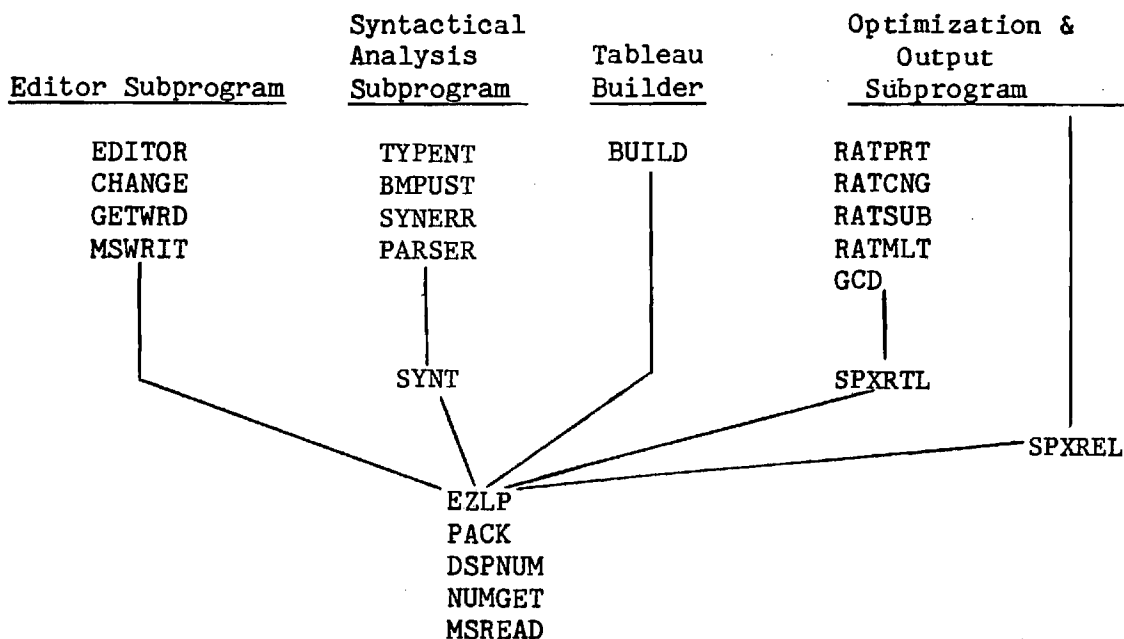 Editor Subprogram
Syntactical
Analysis
Subprogram
Tableau
Builder
Optimization &
Output
Subprogram
EDITOR
CHANGE
GETWRD
MSWRIT
TYPENT
BMPUST
SYNERR
PARSER
SYNT
BUILD
RATPRT
RATCNG
RATSUB
RATMLT
GCD
SPXRTL
SPXREL
EZLP
PACK
DSPNUM
NUMGET
MSREAD